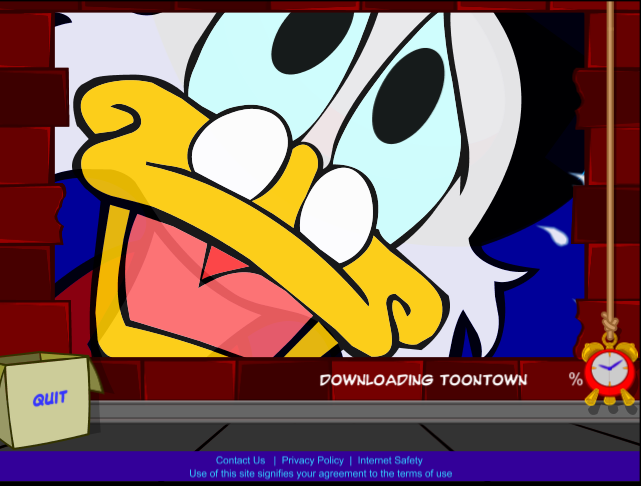 QUIT
DOWNLOADING TOONTOWN %
Contact Us | Privacy Policy | Internet Safety
Use of this site signifies your agreement to the terms of use